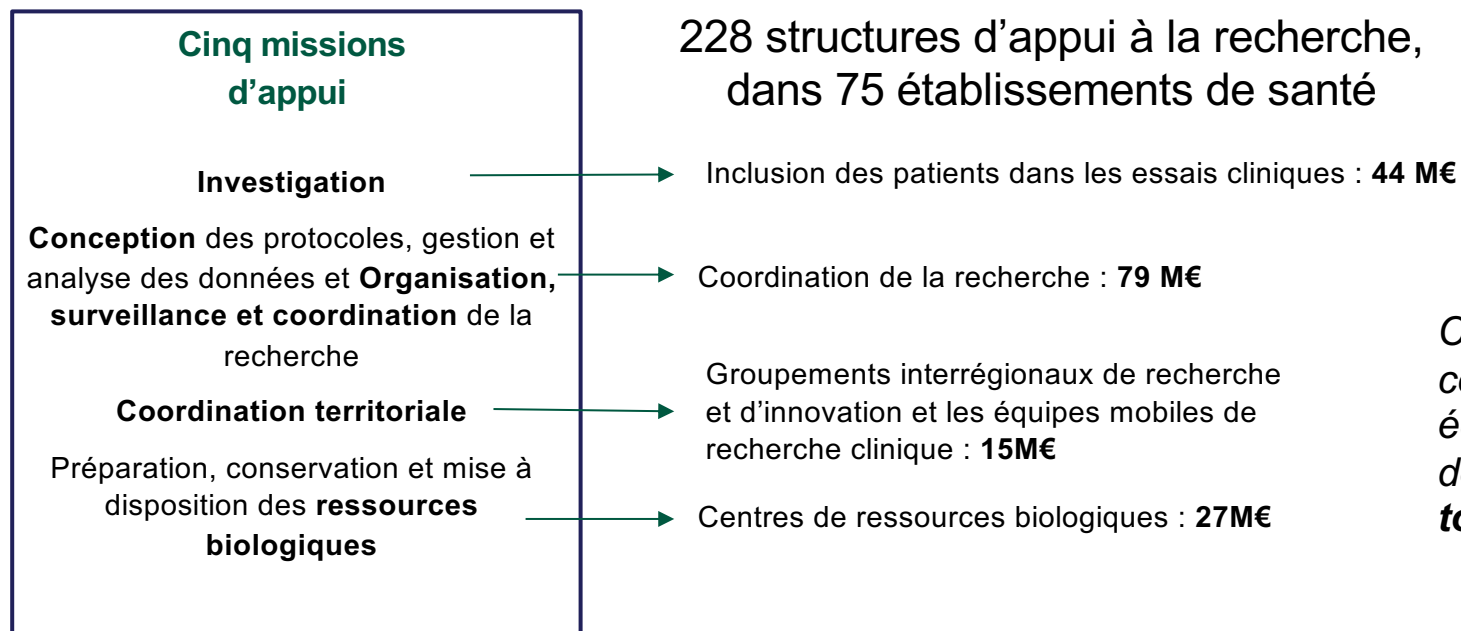 Cinq missions
d’appui
Investigation
Conception des protocoles, gestion et
analyse des données et Organisation,
surveillance et coordination de la
recherche
Coordination territoriale
Préparation, conservation et mise à
disposition des ressources
biologiques
228 structures d’appui à la recherche,
dans 75 établissements de santé
Inclusion des patients dans les essais cliniques : 44 M€
Coordination de la recherche : 79 M€
Groupements interrégionaux de recherche
et d’innovation et les équipes mobiles de
recherche clinique : 15M€
Centres de ressources biologiques : 27M€